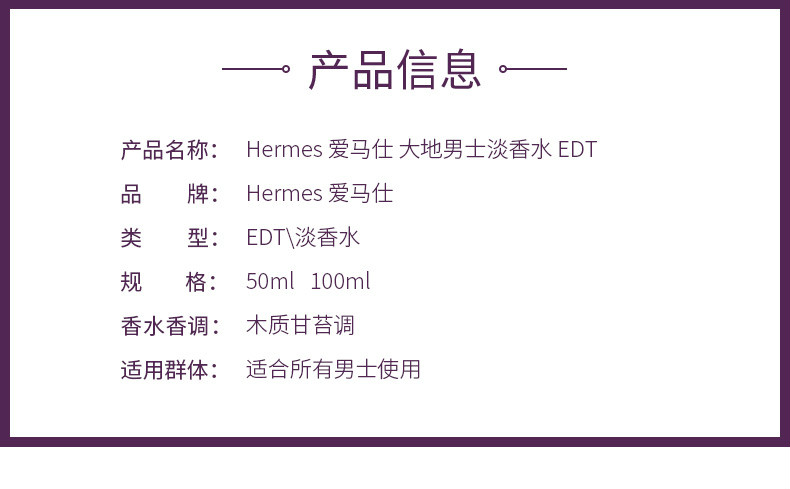 产品信息
产品名称： Hermes 爱马仕 大地男士淡香水 EDT
品 牌： Hermes 爱马仕
类 型： EDT\淡香水
规 格： 50ml 100ml
香水香调： 木质甘苔调
适用群体： 适合所有男士使用